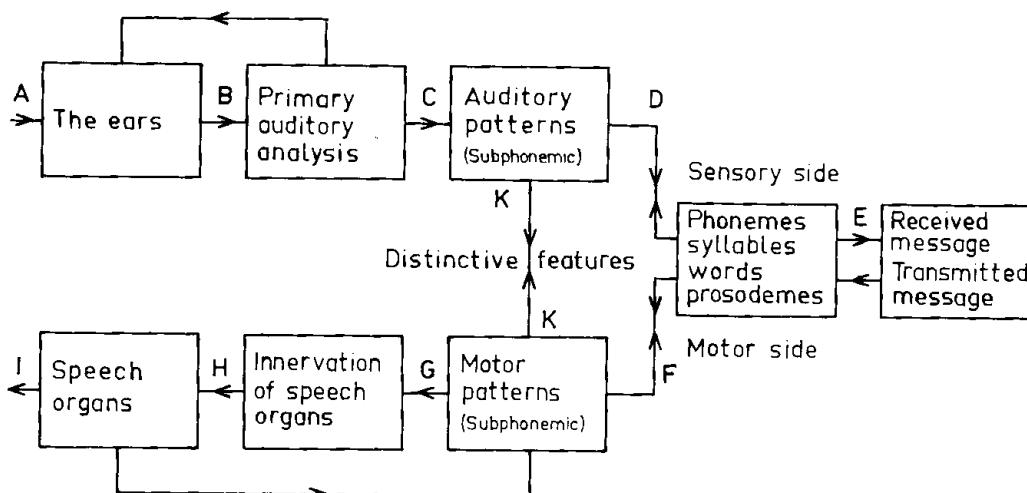 A
The ears
B
Primary
auditory
analysis
C
Auditory
patterns
(Subphonemic)
D
Sensory side
K
Distinctive features
K
Phonemes
syllables
words
prosodemes
E
Received
message
Transmitted
message
Motor side
I
Speech
organs
H
Innervation
of speech
organs
G
Motor
patterns
(Subphonemic)
F